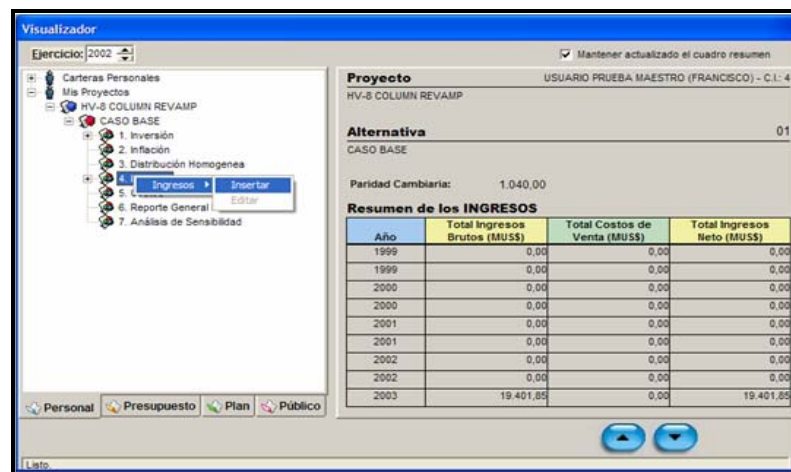 Visualizador
Ejercicio: 2002
Mantener actualizado el cuadro resumen
Carteras Personales
Mis Proyectos
HV-8 COLUMN REVAMP
CASO BASE
1. Inversión
2. Inflación
3. Distribución Homogenea
4. I
Ingresos
Insertar
Editar
5.
6. Reporte General
7. Análisis de Sensibilidad
Personal
Presupuesto
Plan
Público
Proyecto
USUARIO PRUEBA MAESTRO (FRANCISCO) - C.I.: 4
HV-8 COLUMN REVAMP
Alternativa 01
CASO BASE
Paridad Cambiaria: 1.040,00
Resumen de los INGRESOS
Año Total Ingresos Brutos (MUS$) Total Costos de Venta (MUS$) Total Ingresos Neto (MUS$)
1999 0,00 0,00 0,00
1999 0,00 0,00 0,00
2000 0,00 0,00 0,00
2000 0,00 0,00 0,00
2001 0,00 0,00 0,00
2001 0,00 0,00 0,00
2002 0,00 0,00 0,00
2002 0,00 0,00 0,00
2003 19.401,85 0,00 19.401,85
Listo.